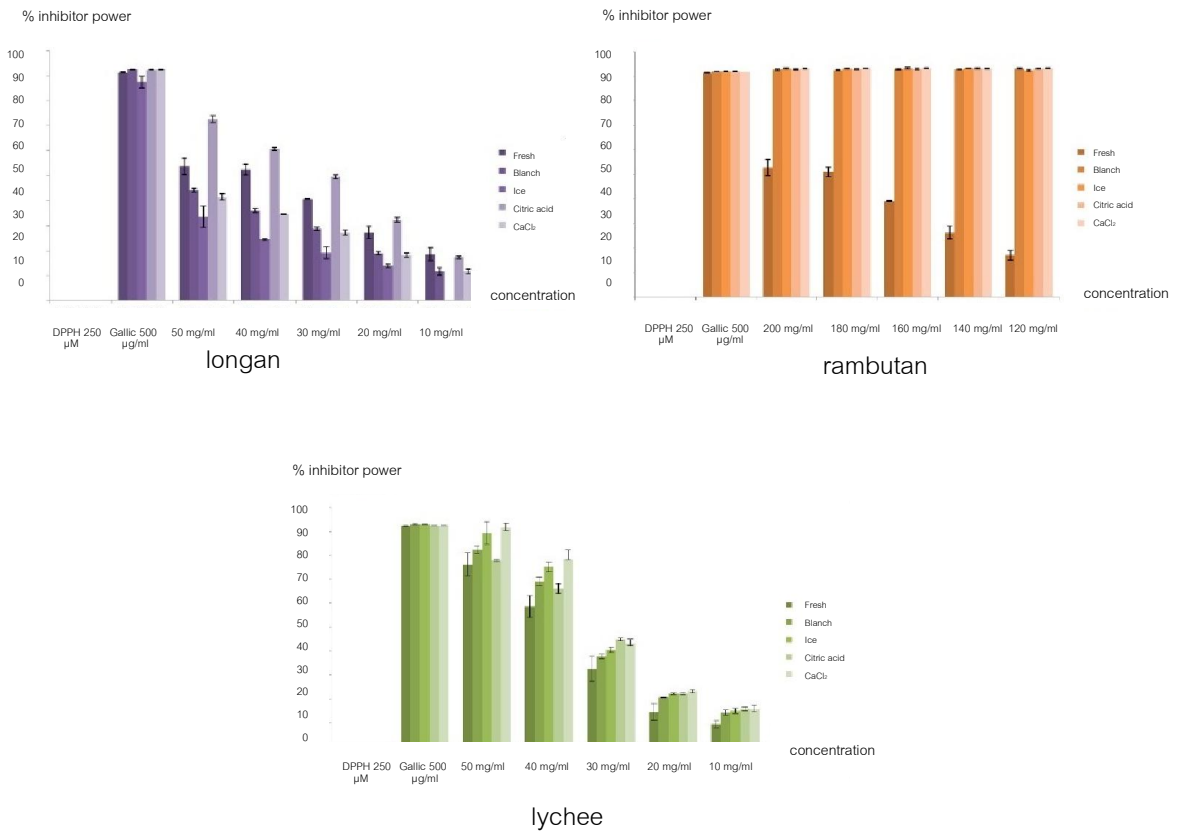 % inhibitor power
100
90
80
70
60
50
40
30
20
10
0
Fresh
Blanch
Ice
Citric acid
CaCl₂
concentration
DPPH 250 µM
Gallic 500 µg/ml
50 mg/ml
40 mg/ml
30 mg/ml
20 mg/ml
10 mg/ml
longan
% inhibitor power
100
90
80
70
60
50
40
30
20
10
0
Fresh
Blanch
Ice
Citric acid
CaCl₂
concentration
DPPH 250 µM
Gallic 500 µg/ml
200 mg/ml
180 mg/ml
160 mg/ml
140 mg/ml
120 mg/ml
rambutan
% inhibitor power
100
90
80
70
60
50
40
30
20
10
0
Fresh
Blanch
Ice
Citric acid
CaCl₂
concentration
DPPH 250 µM
Gallic 500 µg/ml
50 mg/ml
40 mg/ml
30 mg/ml
20 mg/ml
10 mg/ml
lychee